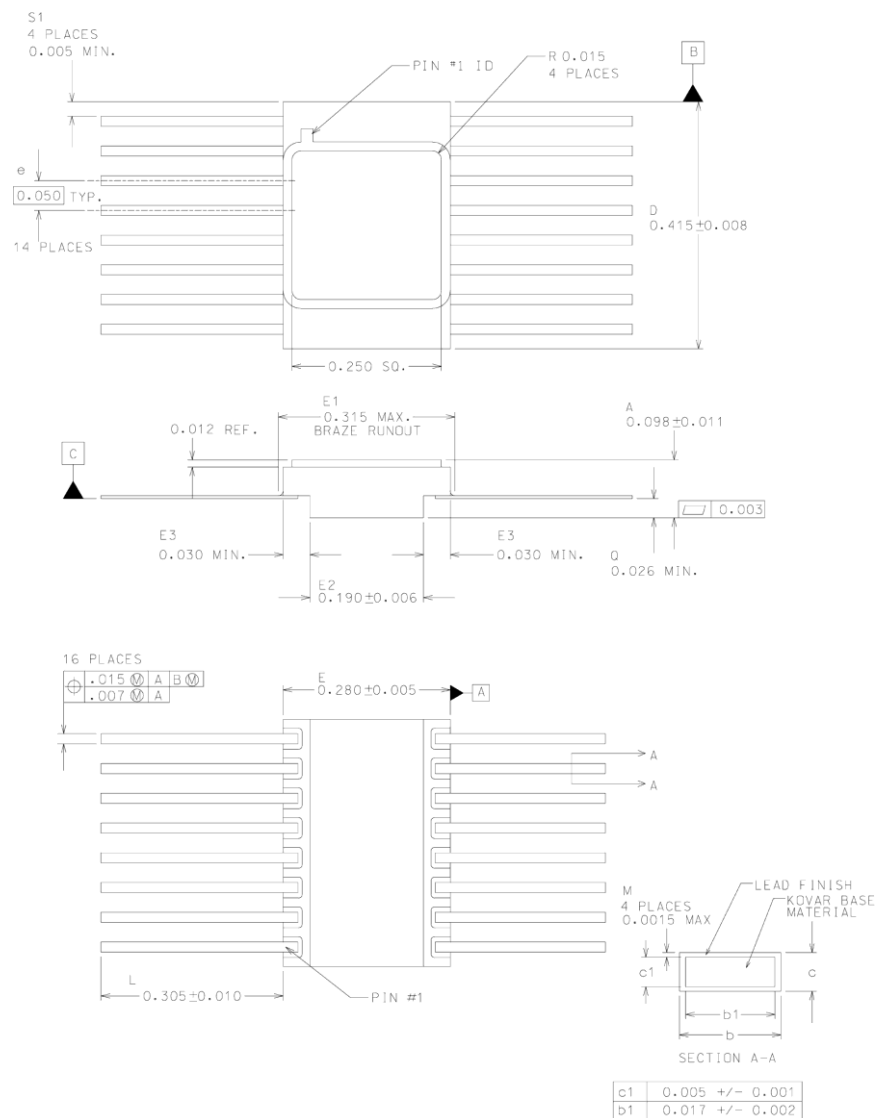 S1
4 PLACES
0.005 MIN.
PIN #1 ID
R 0.015
4 PLACES
B
e
0.050 TYP.
14 PLACES
D
0.415±0.008
0.250 SQ.
E1
0.315 MAX.
BRAZE RUNOUT
0.012 REF.
A
0.098±0.011
C
0.003
E3
0.030 MIN.
E3
0.030 MIN.
Q
0.026 MIN.
E2
0.190±0.006
16 PLACES
.015 Ⓜ A B Ⓜ
.007 Ⓜ A
E
0.280±0.005
A
A
A
L
0.305±0.010
PIN #1
M
4 PLACES
0.0015 MAX
LEAD FINISH
KOVAR BASE
MATERIAL
c1
c
b1
b
SECTION A-A
c1 0.005 +/- 0.001
b1 0.017 +/- 0.002